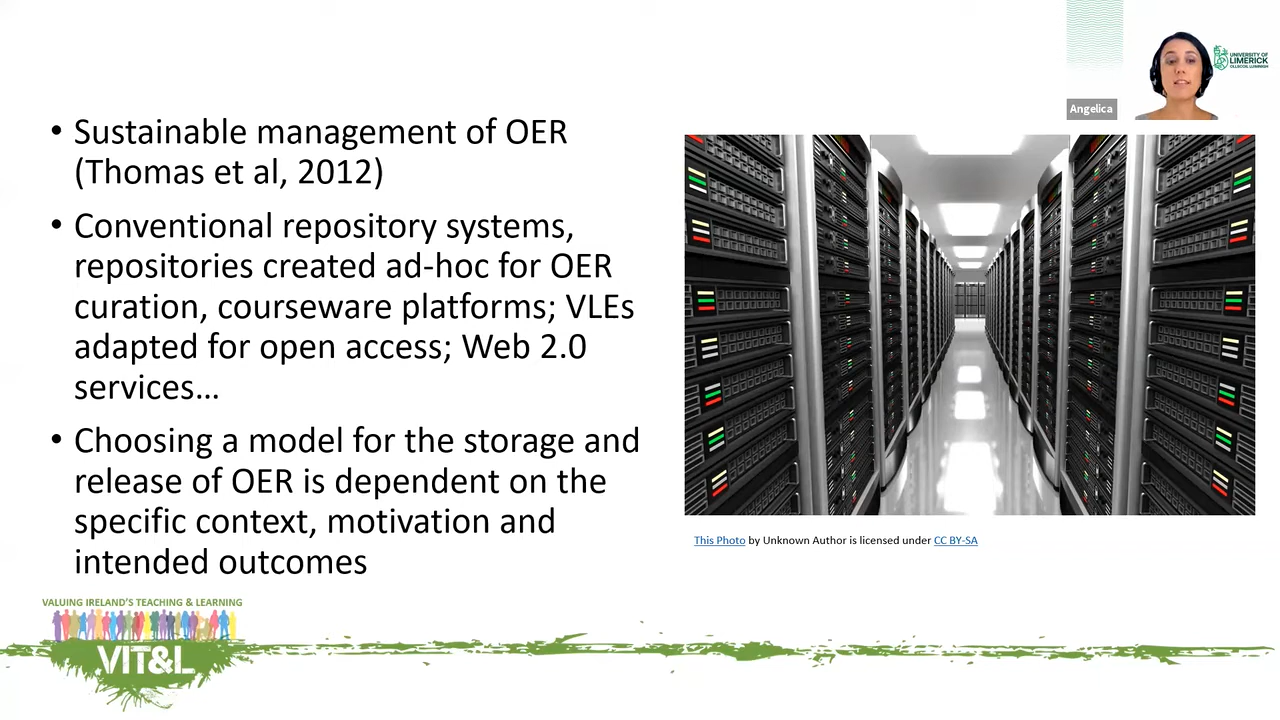 UNIVERSITY OF
LIMERICK
OLLSCOIL LUIMNIGH
Angelica
• Sustainable management of OER
(Thomas et al, 2012)
• Conventional repository systems,
repositories created ad-hoc for OER
curation, courseware platforms; VLEs
adapted for open access; Web 2.0
services…
• Choosing a model for the storage and
release of OER is dependent on the
specific context, motivation and
intended outcomes
This Photo by Unknown Author is licensed under CC BY-SA
VALUING IRELAND'S TEACHING & LEARNING
VIT&L